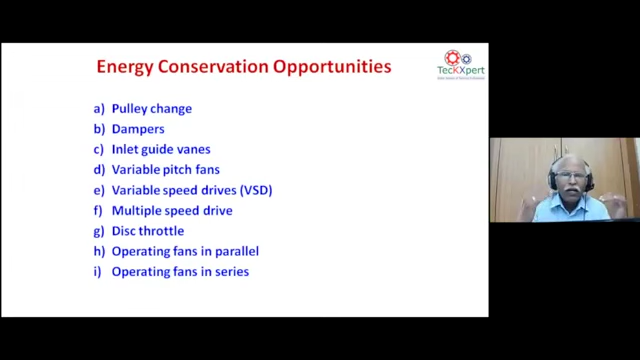 Energy Conservation Opportunities
TecKXpert
a) Pulley change
b) Dampers
c) Inlet guide vanes
d) Variable pitch fans
e) Variable speed drives (VSD)
f) Multiple speed drive
g) Disc throttle
h) Operating fans in parallel
i) Operating fans in series